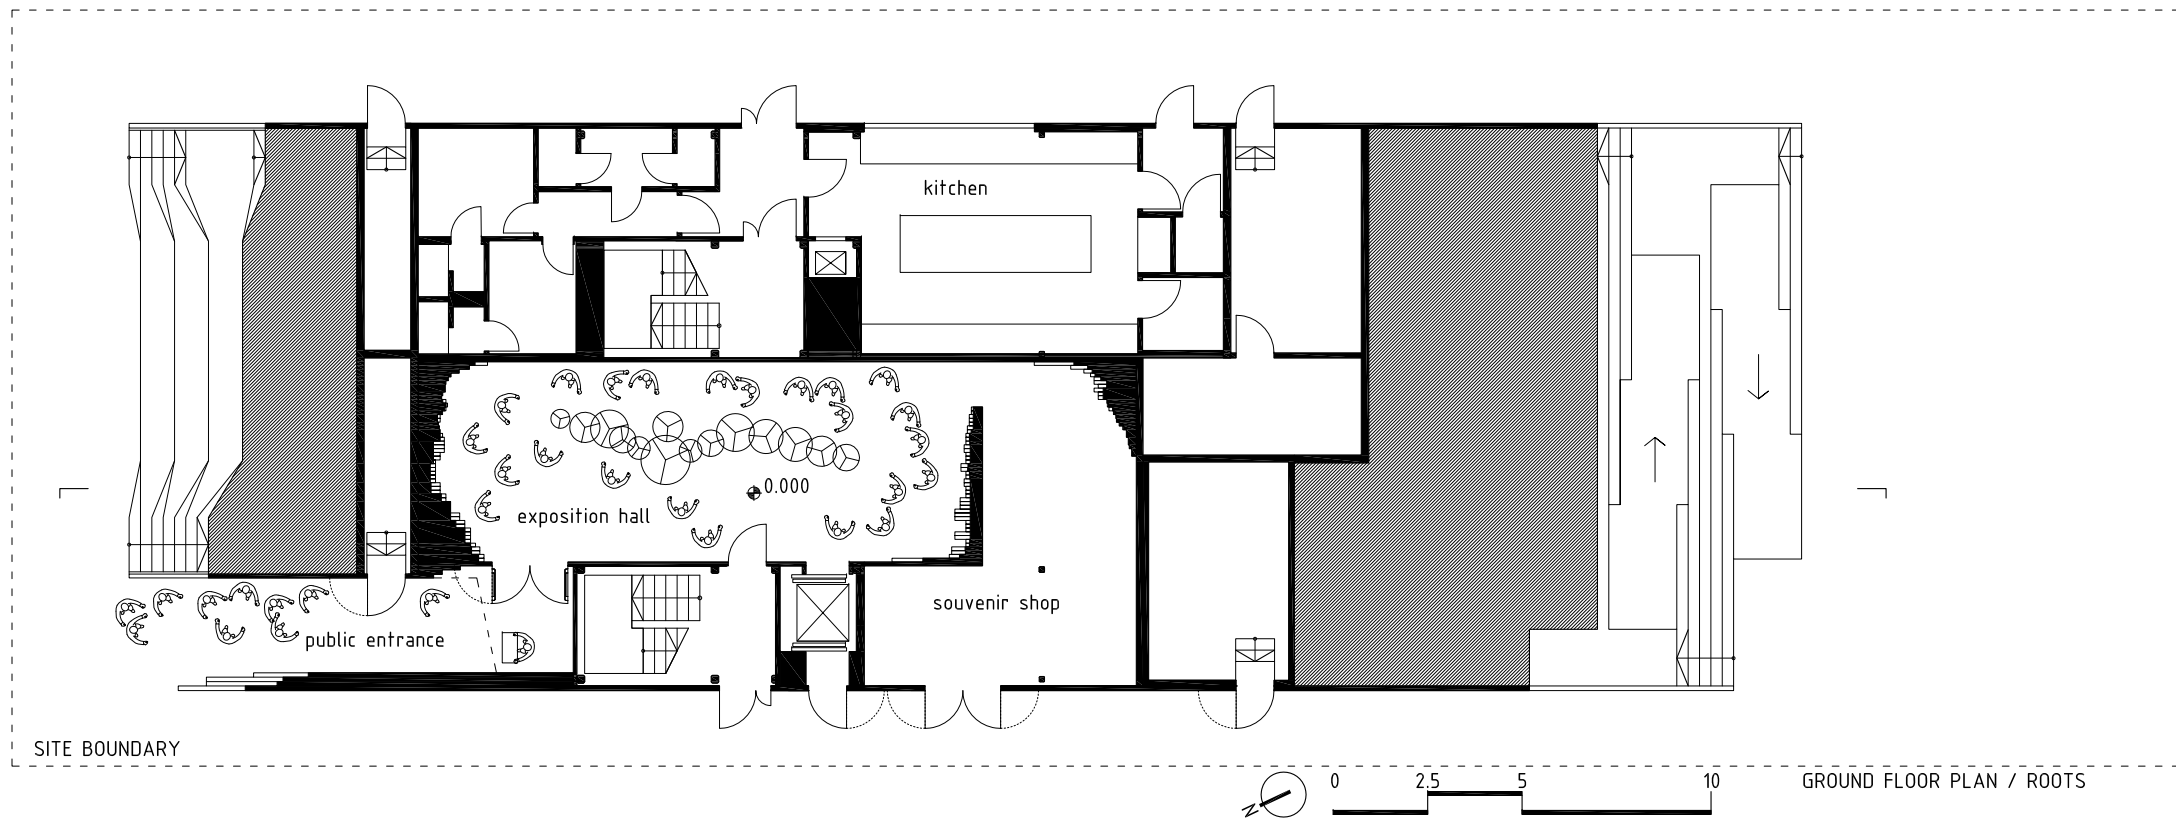 kitchen
0.000
exposition hall
souvenir shop
public entrance
SITE BOUNDARY
N
0 2.5 5 10
GROUND FLOOR PLAN / ROOTS